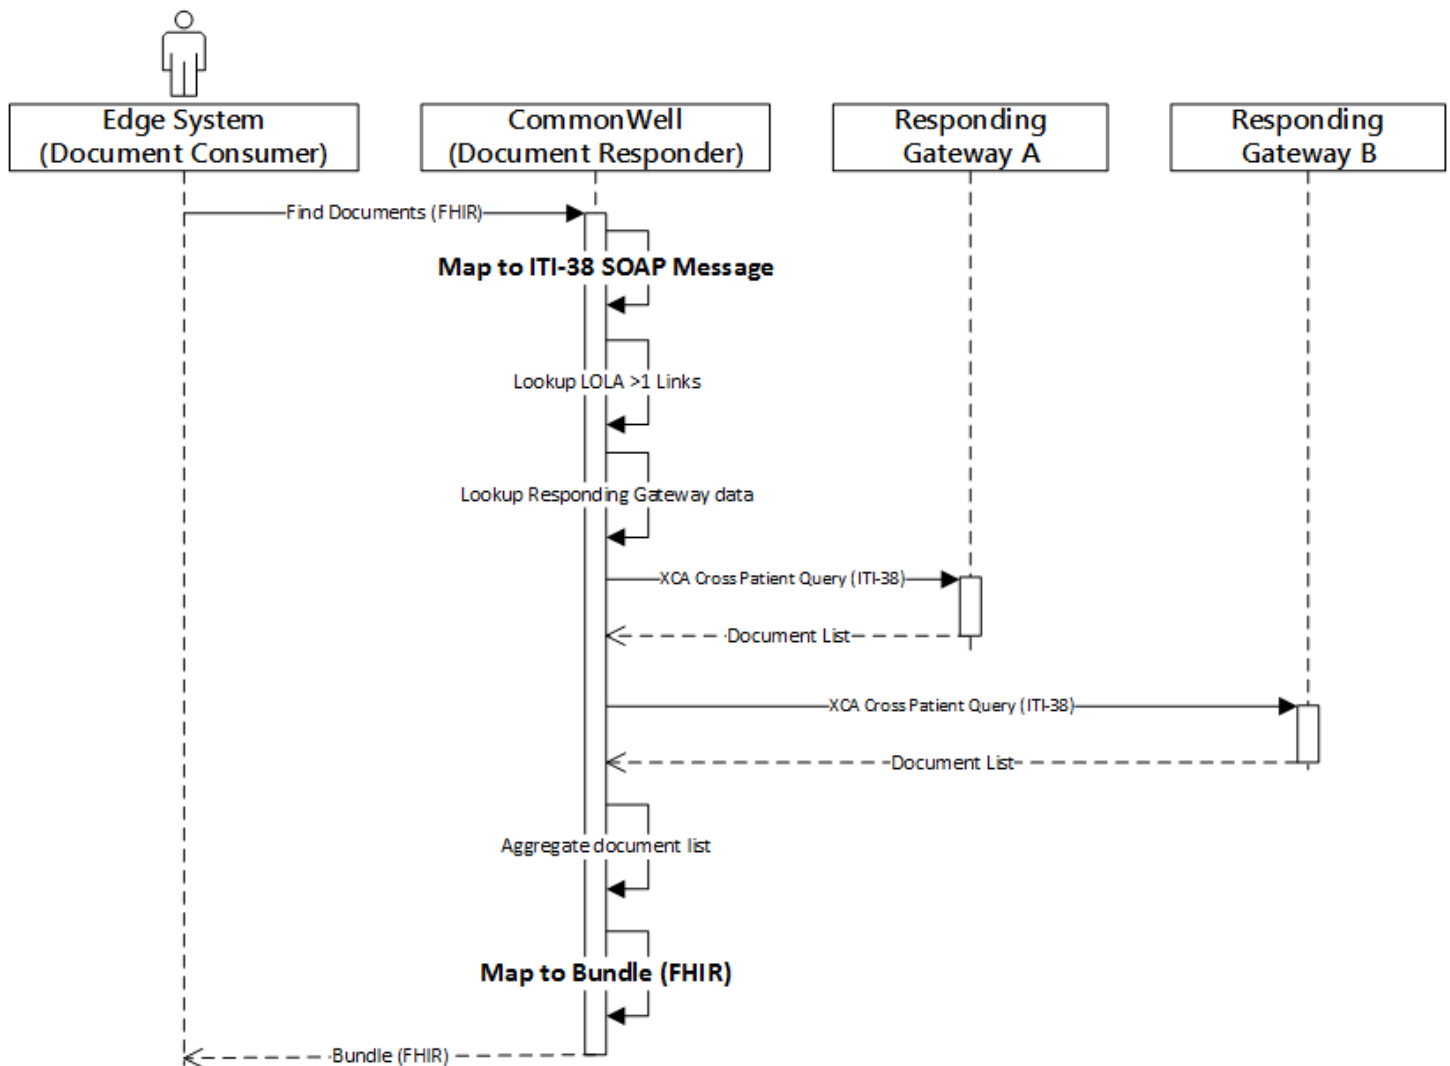 Edge System
(Document Consumer)
CommonWell
(Document Responder)
Responding
Gateway A
Responding
Gateway B
Find Documents (FHIR)
Map to ITI-38 SOAP Message
Lookup LOLA >1 Links
Lookup Responding Gateway data
XCA Cross Patient Query (ITI-38)
Document List
XCA Cross Patient Query (ITI-38)
Document List
Aggregate document list
Map to Bundle (FHIR)
Bundle (FHIR)